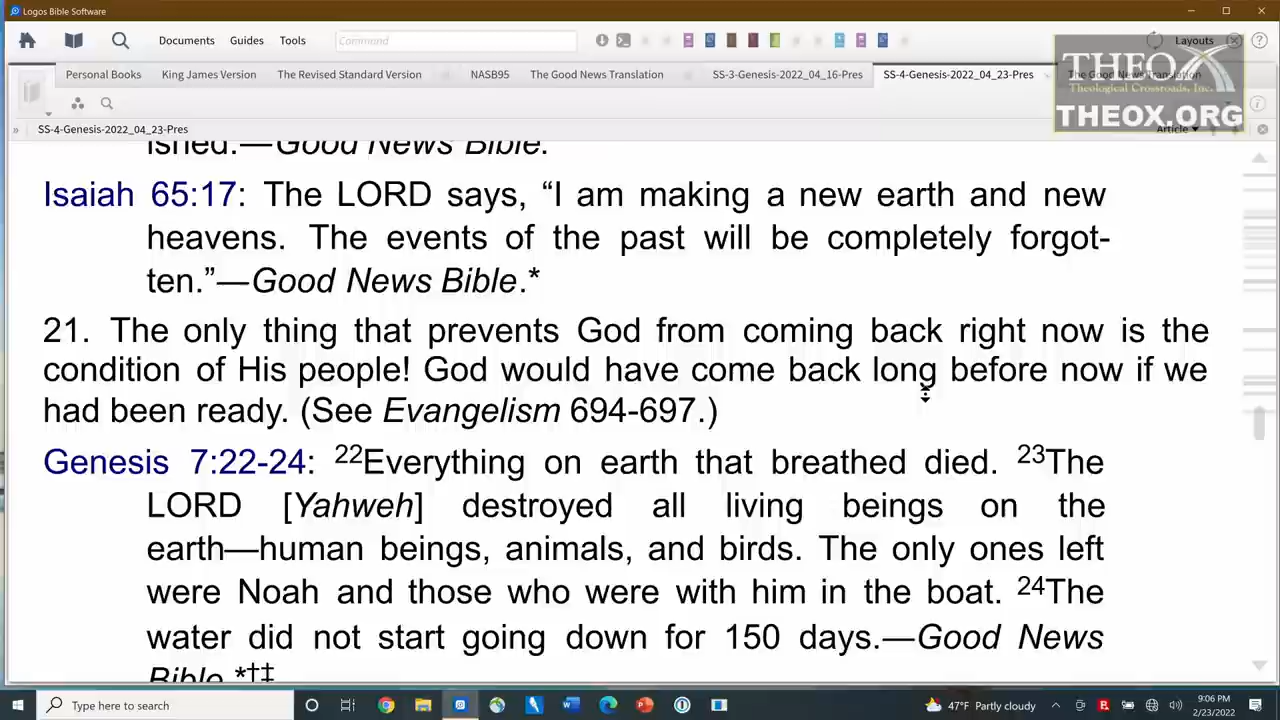 Logos Bible Software
Documents Guides Tools Command Layouts
Personal Books King James Version The Revised Standard Version NASB95 The Good News Translation SS-3-Genesis-2022_04_16-Pres SS-4-Genesis-2022_04_23-Pres The Good News Translation
THEOX
Theological Crossroads, Inc.
THEOX.ORG
SS-4-Genesis-2022_04_23-Pres Article
ished.—Good News Bible.
Isaiah 65:17: The LORD says, “I am making a new earth and new
heavens. The events of the past will be completely forgot-
ten.”—Good News Bible.*
21. The only thing that prevents God from coming back right now is the
condition of His people! God would have come back long before now if we
had been ready. (See Evangelism 694-697.)
Genesis 7:22-24: 22Everything on earth that breathed died. 23The
LORD [Yahweh] destroyed all living beings on the
earth—human beings, animals, and birds. The only ones left
were Noah and those who were with him in the boat. 24The
water did not start going down for 150 days.—Good News
Bible.*†‡
Type here to search
47°F Partly cloudy
9:06 PM
2/23/2022